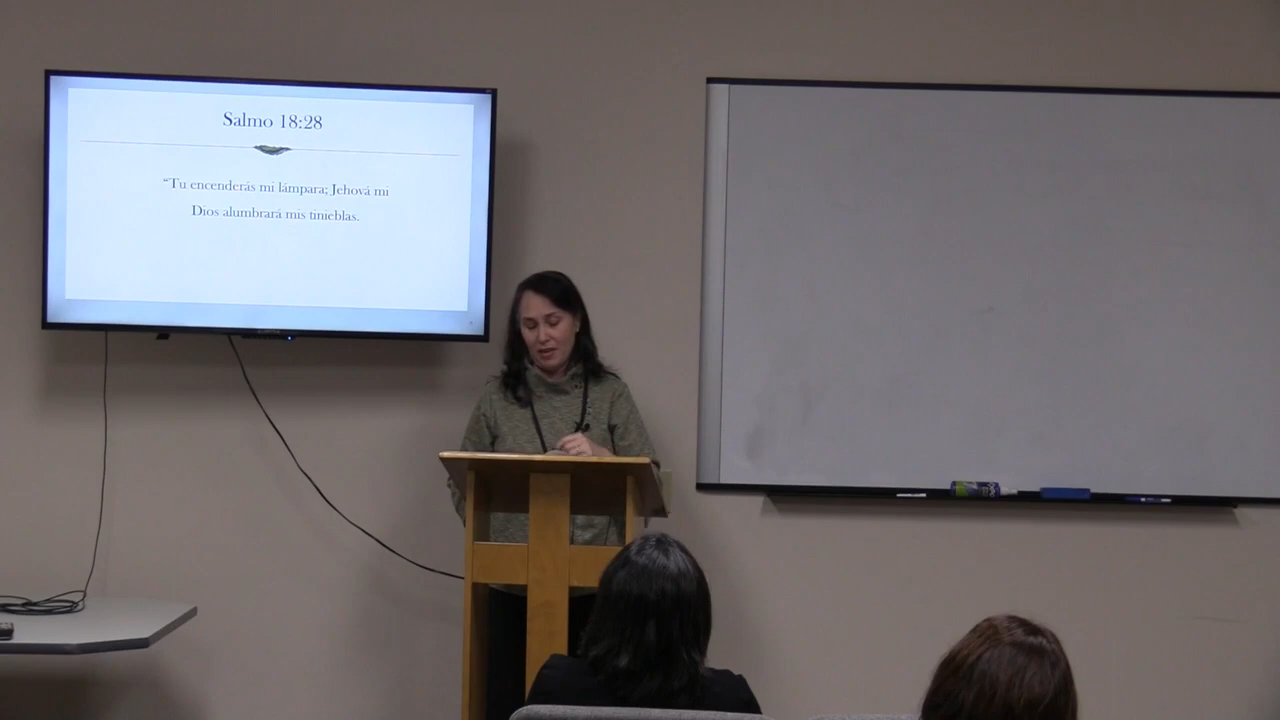 Salmo 18:28
“Tu encenderás mi lámpara; Jehová mi
Dios alumbrará mis tinieblas.